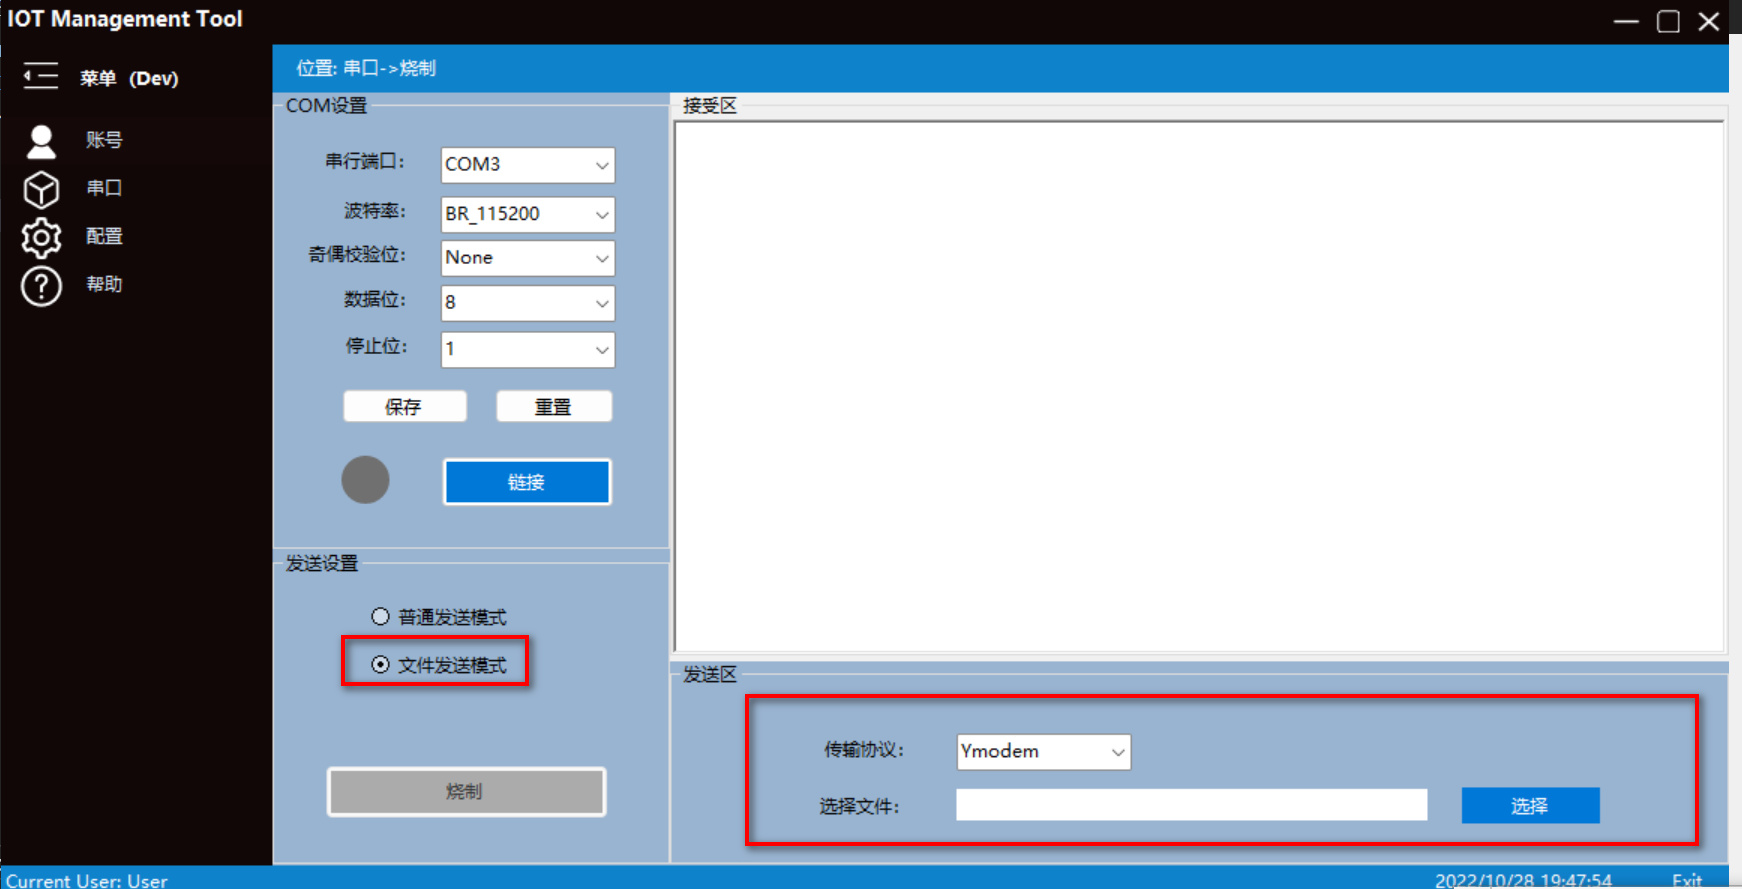 IOT Management Tool
菜单 (Dev)
账号
串口
配置
帮助
位置: 串口->烧制
COM设置
串行端口: COM3
波特率: BR_115200
奇偶校验位: None
数据位: 8
停止位: 1
保存 重置
链接
发送设置
普通发送模式
文件发送模式
烧制
接受区
发送区
传输协议: Ymodem
选择文件: 选择
Current User: User
2022/10/28 19:47:54 Exit